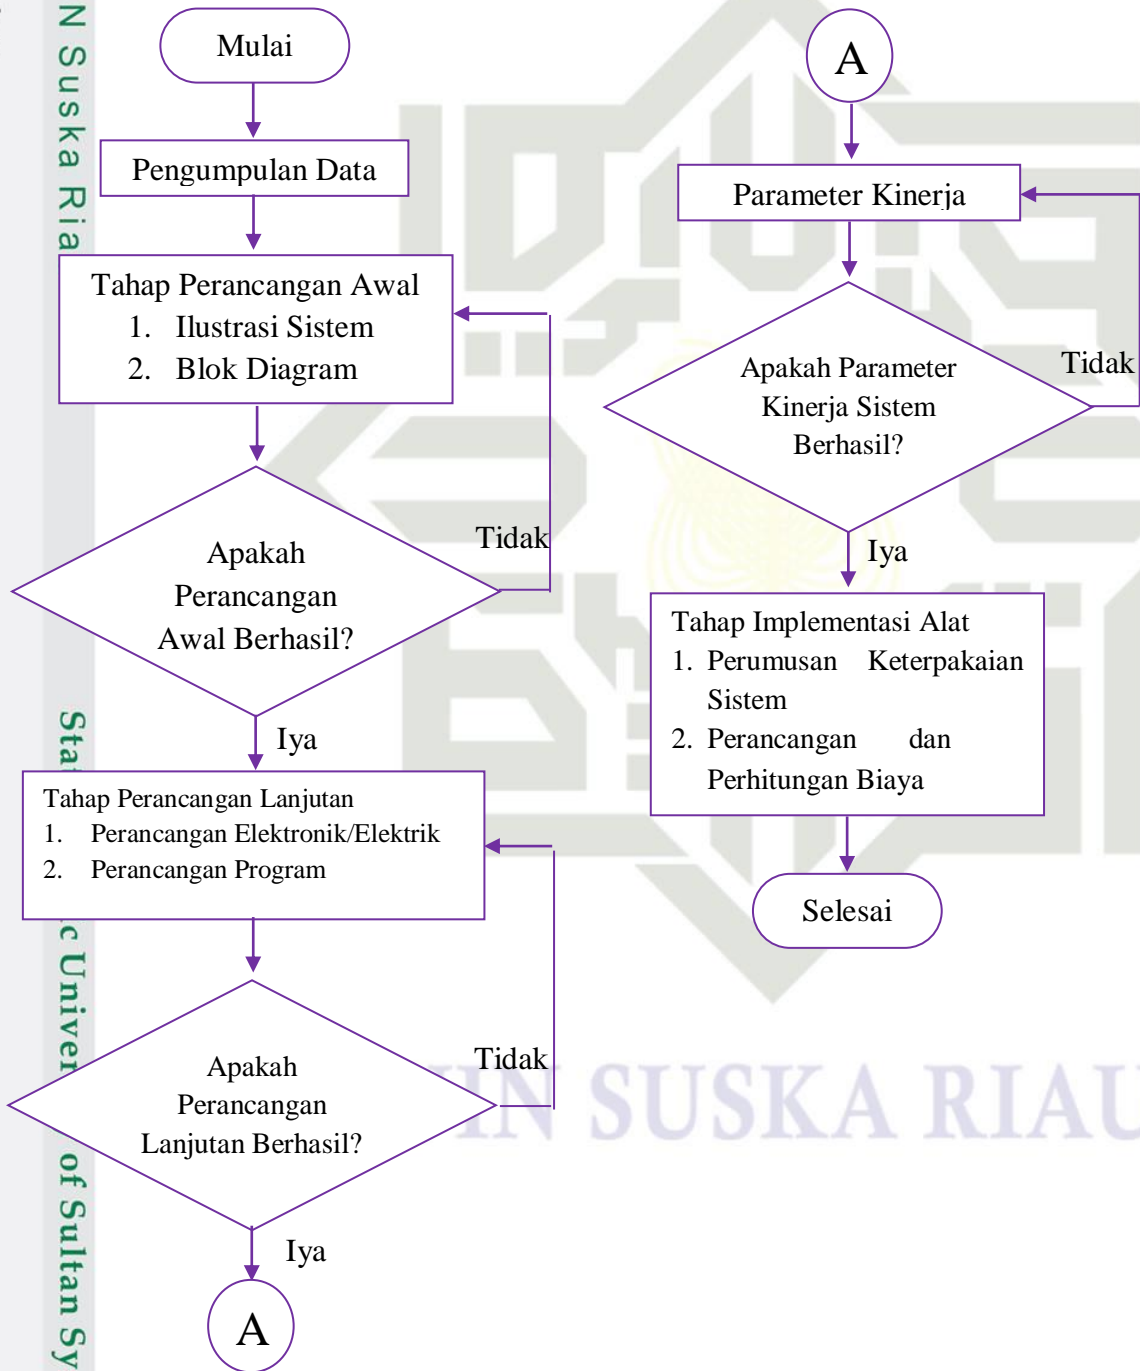 Mulai
Pengumpulan Data
Tahap Perancangan Awal
1. Ilustrasi Sistem
2. Blok Diagram
Apakah
Perancangan
Awal Berhasil?
Tidak
Iya
Tahap Perancangan Lanjutan
1. Perancangan Elektronik/Elektrik
2. Perancangan Program
Apakah
Perancangan
Lanjutan Berhasil?
Tidak
Iya
A
A
Parameter Kinerja
Apakah Parameter
Kinerja Sistem
Berhasil?
Tidak
Iya
Tahap Implementasi Alat
1. Perumusan Keterpakaian
Sistem
2. Perancangan dan
Perhitungan Biaya
Selesai
N Suska Ria
of Sultan Sy
IN SUSKA RIAU